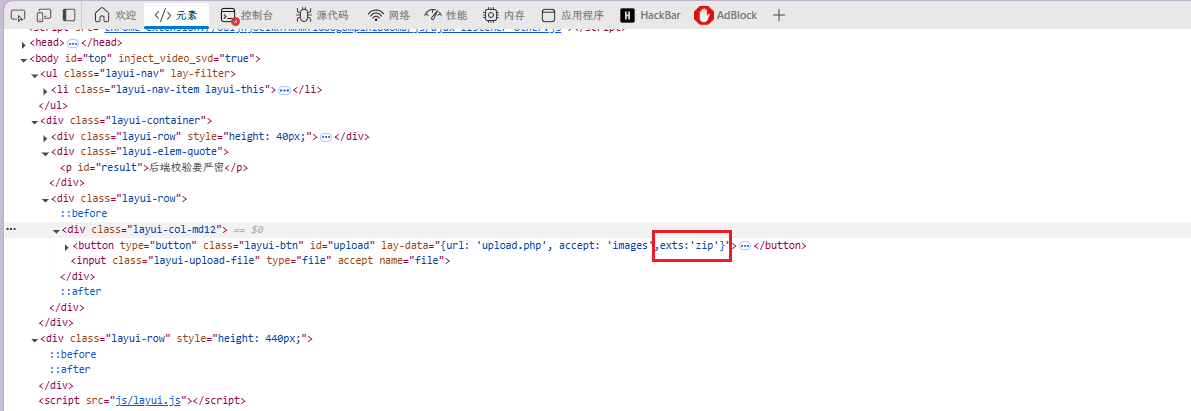 欢迎 </> 元素 控制台 源代码 网络 性能 内存 应用程序 H HackBar AdBlock
<head> ⋯ </head>
<body id="top" inject_video_svd="true">
<ul class="layui-nav" lay-filter>
<li class="layui-nav-item layui-this"> ⋯ </li>
</ul>
<div class="layui-container">
<div class="layui-row" style="height: 40px;"> ⋯ </div>
<div class="layui-elem-quote">
<p id="result">后端校验要严密</p>
</div>
<div class="layui-row">
::before
<div class="layui-col-md12"> == $0
<button type="button" class="layui-btn" id="upload" lay-data="{url: 'upload.php', accept: 'images',exts:'zip'}"> ⋯ </button>
<input class="layui-upload-file" type="file" accept name="file">
</div>
::after
</div>
</div>
<div class="layui-row" style="height: 440px;">
::before
::after
</div>
<script src="js/layui.js"></script>